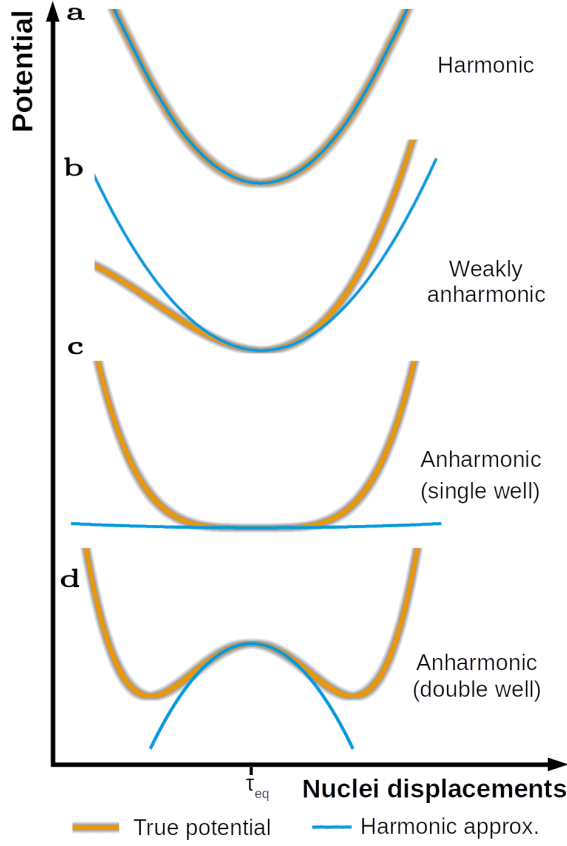 Potential
a
Harmonic
b
Weakly
anharmonic
c
Anharmonic
(single well)
d
Anharmonic
(double well)
τeq
Nuclei displacements
True potential
Harmonic approx.